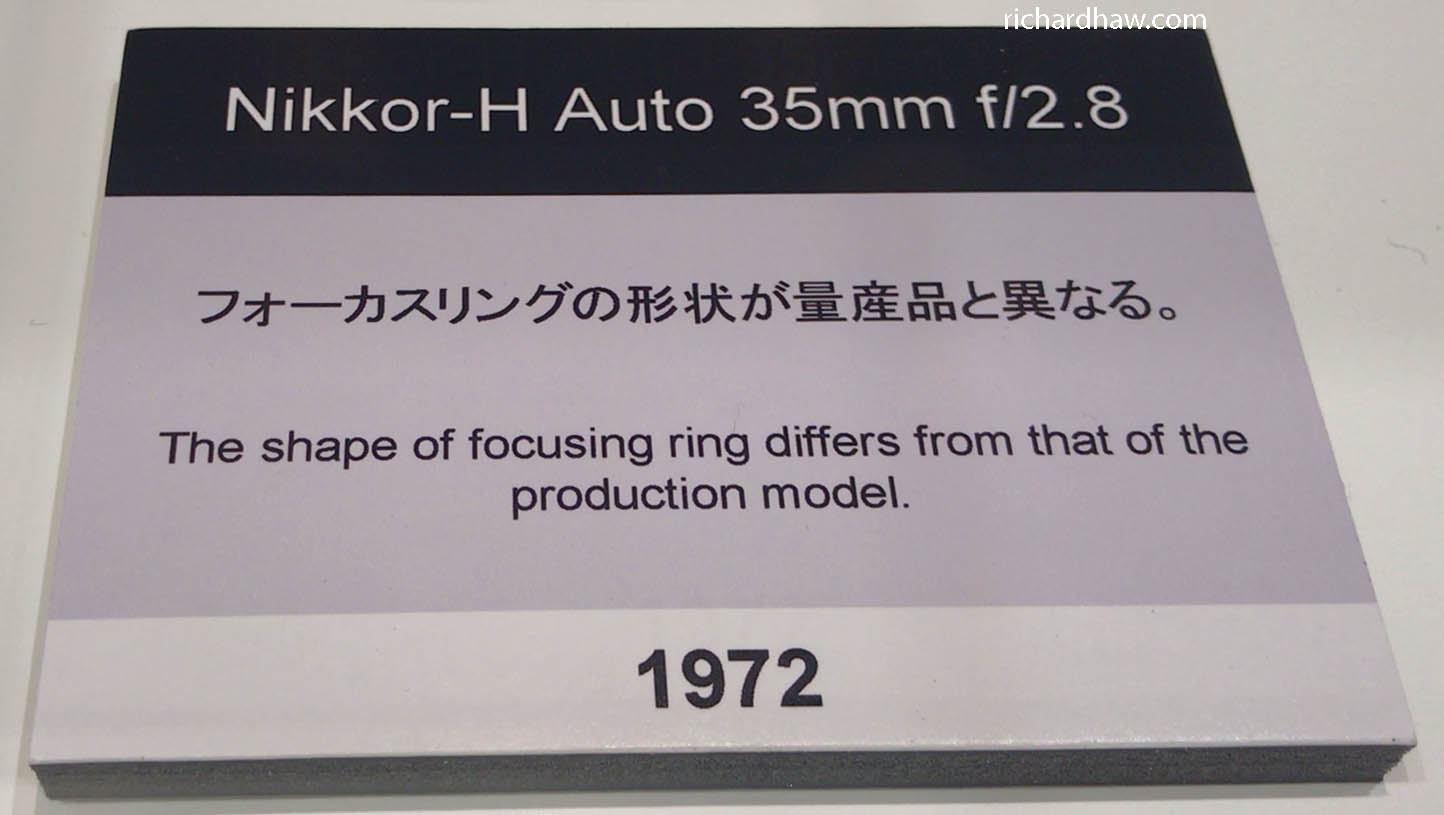 richardhaw.com
Nikkor-H Auto 35mm f/2.8
フォーカスリングの形状が量産品と異なる。
The shape of focusing ring differs from that of the
production model.
1972